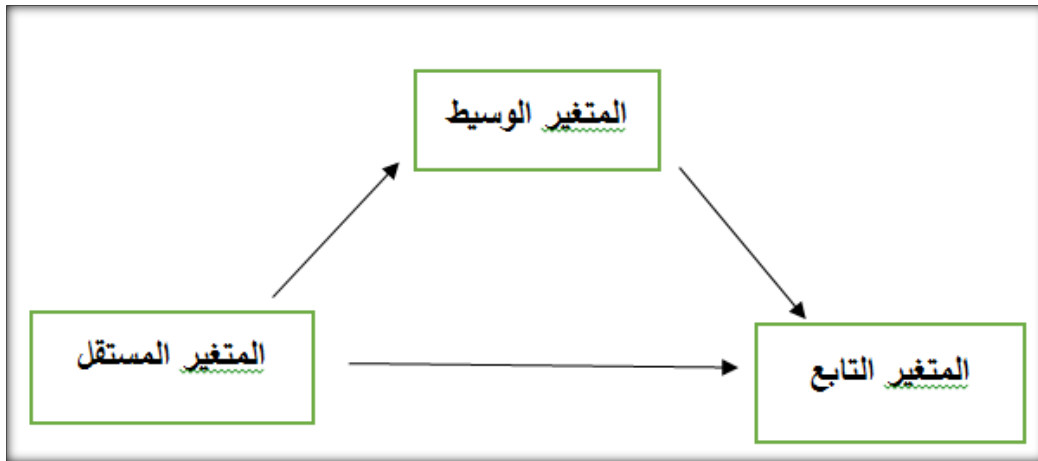 المتغير الوسيط
المتغير المستقل
المتغير التابع